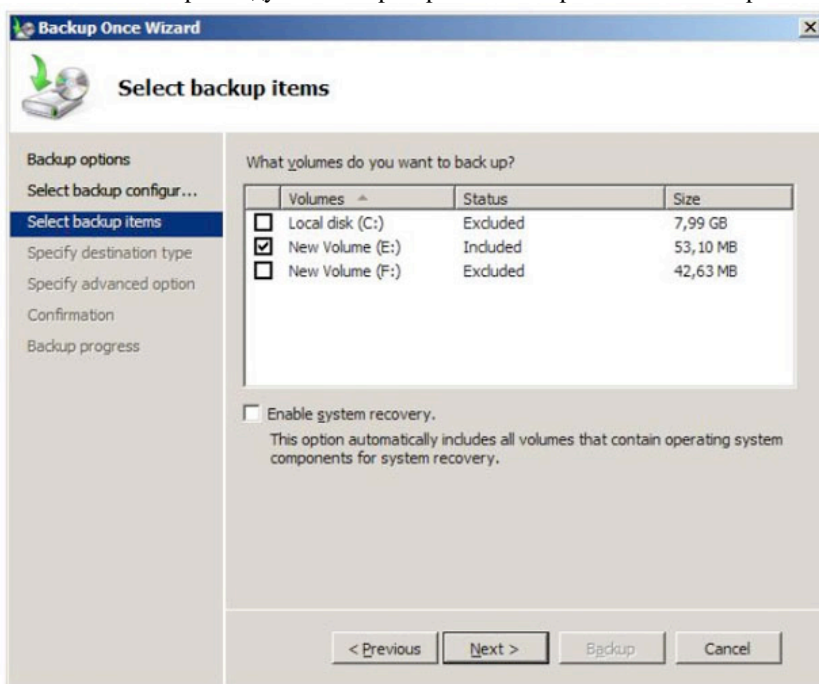 Backup Once Wizard
Select backup items
Backup options
Select backup configur...
Select backup items
Specify destination type
Specify advanced option
Confirmation
Backup progress
What volumes do you want to back up?
Volumes Status Size
Local disk (C:) Excluded 7,99 GB
New Volume (E:) Included 53,10 MB
New Volume (F:) Excluded 42,63 MB
Enable system recovery.
This option automatically includes all volumes that contain operating system
components for system recovery.
< Previous Next > Backup Cancel